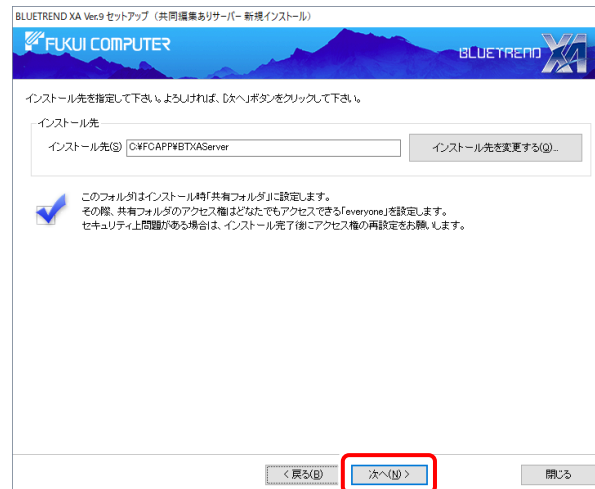 BLUETREND XA Ver.9 セットアップ（共同編集ありサーバー 新規インストール）
FUKUI COMPUTER
BLUETREND XA
インストール先を指定して下さい。よろしければ、[次へ]ボタンをクリックして下さい。
インストール先
インストール先(S) C:¥FCAPP¥BTXAServer インストール先を変更する(Q)...
このフォルダはインストール時「共有フォルダ」に設定します。
その際、共有フォルダのアクセス権はどなたでもアクセスできる「everyone」を設定します。
セキュリティ上問題がある場合は、インストール完了後にアクセス権の再設定をお願いします。
< 戻る(B) 次へ(N) > 閉じる